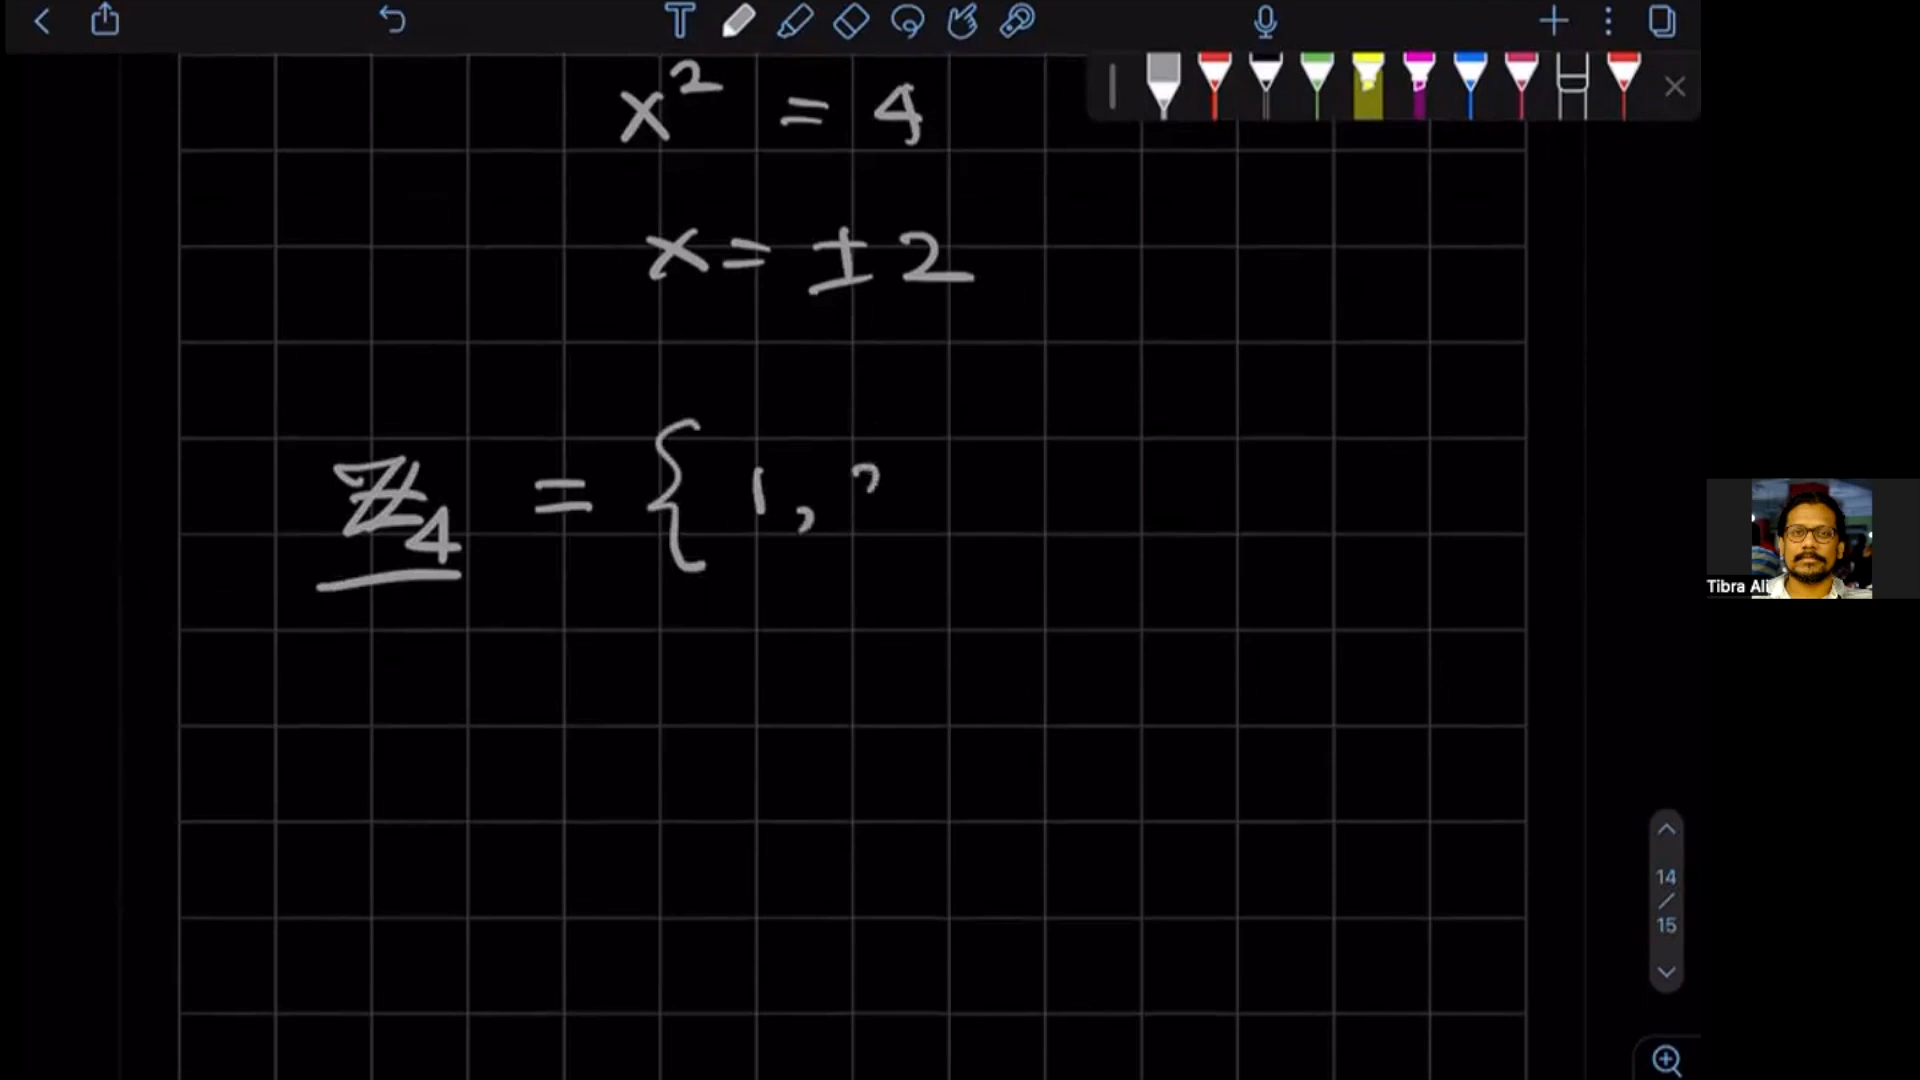 x² = 4
x = ± 2
ℤ₄ = { 1 ,
Tibra Ali
14
/
15